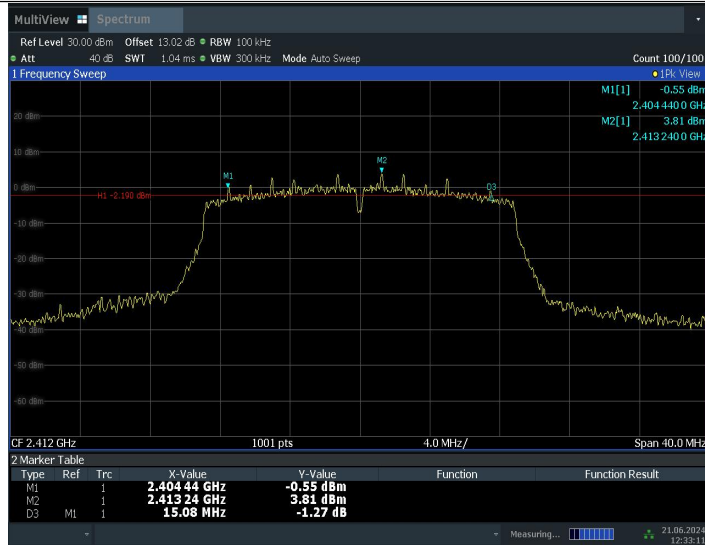 MultiView Spectrum
Ref Level 30.00 dBm Offset 13.02 dB RBW 100 kHz
Att 40 dB SWT 1.04 ms VBW 300 kHz Mode Auto Sweep Count 100/100
1 Frequency Sweep 1Pk View
M1[1] -0.55 dBm
2.404 440 0 GHz
M2[1] 3.81 dBm
2.413 240 0 GHz
20 dBm
10 dBm
M2
M1
0 dBm
D3
H1 -2.190 dBm
-10 dBm
-20 dBm
-30 dBm
-40 dBm
-50 dBm
-60 dBm
CF 2.412 GHz 1001 pts 4.0 MHz/ Span 40.0 MHz
2 Marker Table
Type Ref Trc X-Value Y-Value Function Function Result
M1 1 2.404 44 GHz -0.55 dBm
M2 1 2.413 24 GHz 3.81 dBm
D3 M1 1 15.08 MHz -1.27 dB
Measuring... 21.06.2024
12:33:11